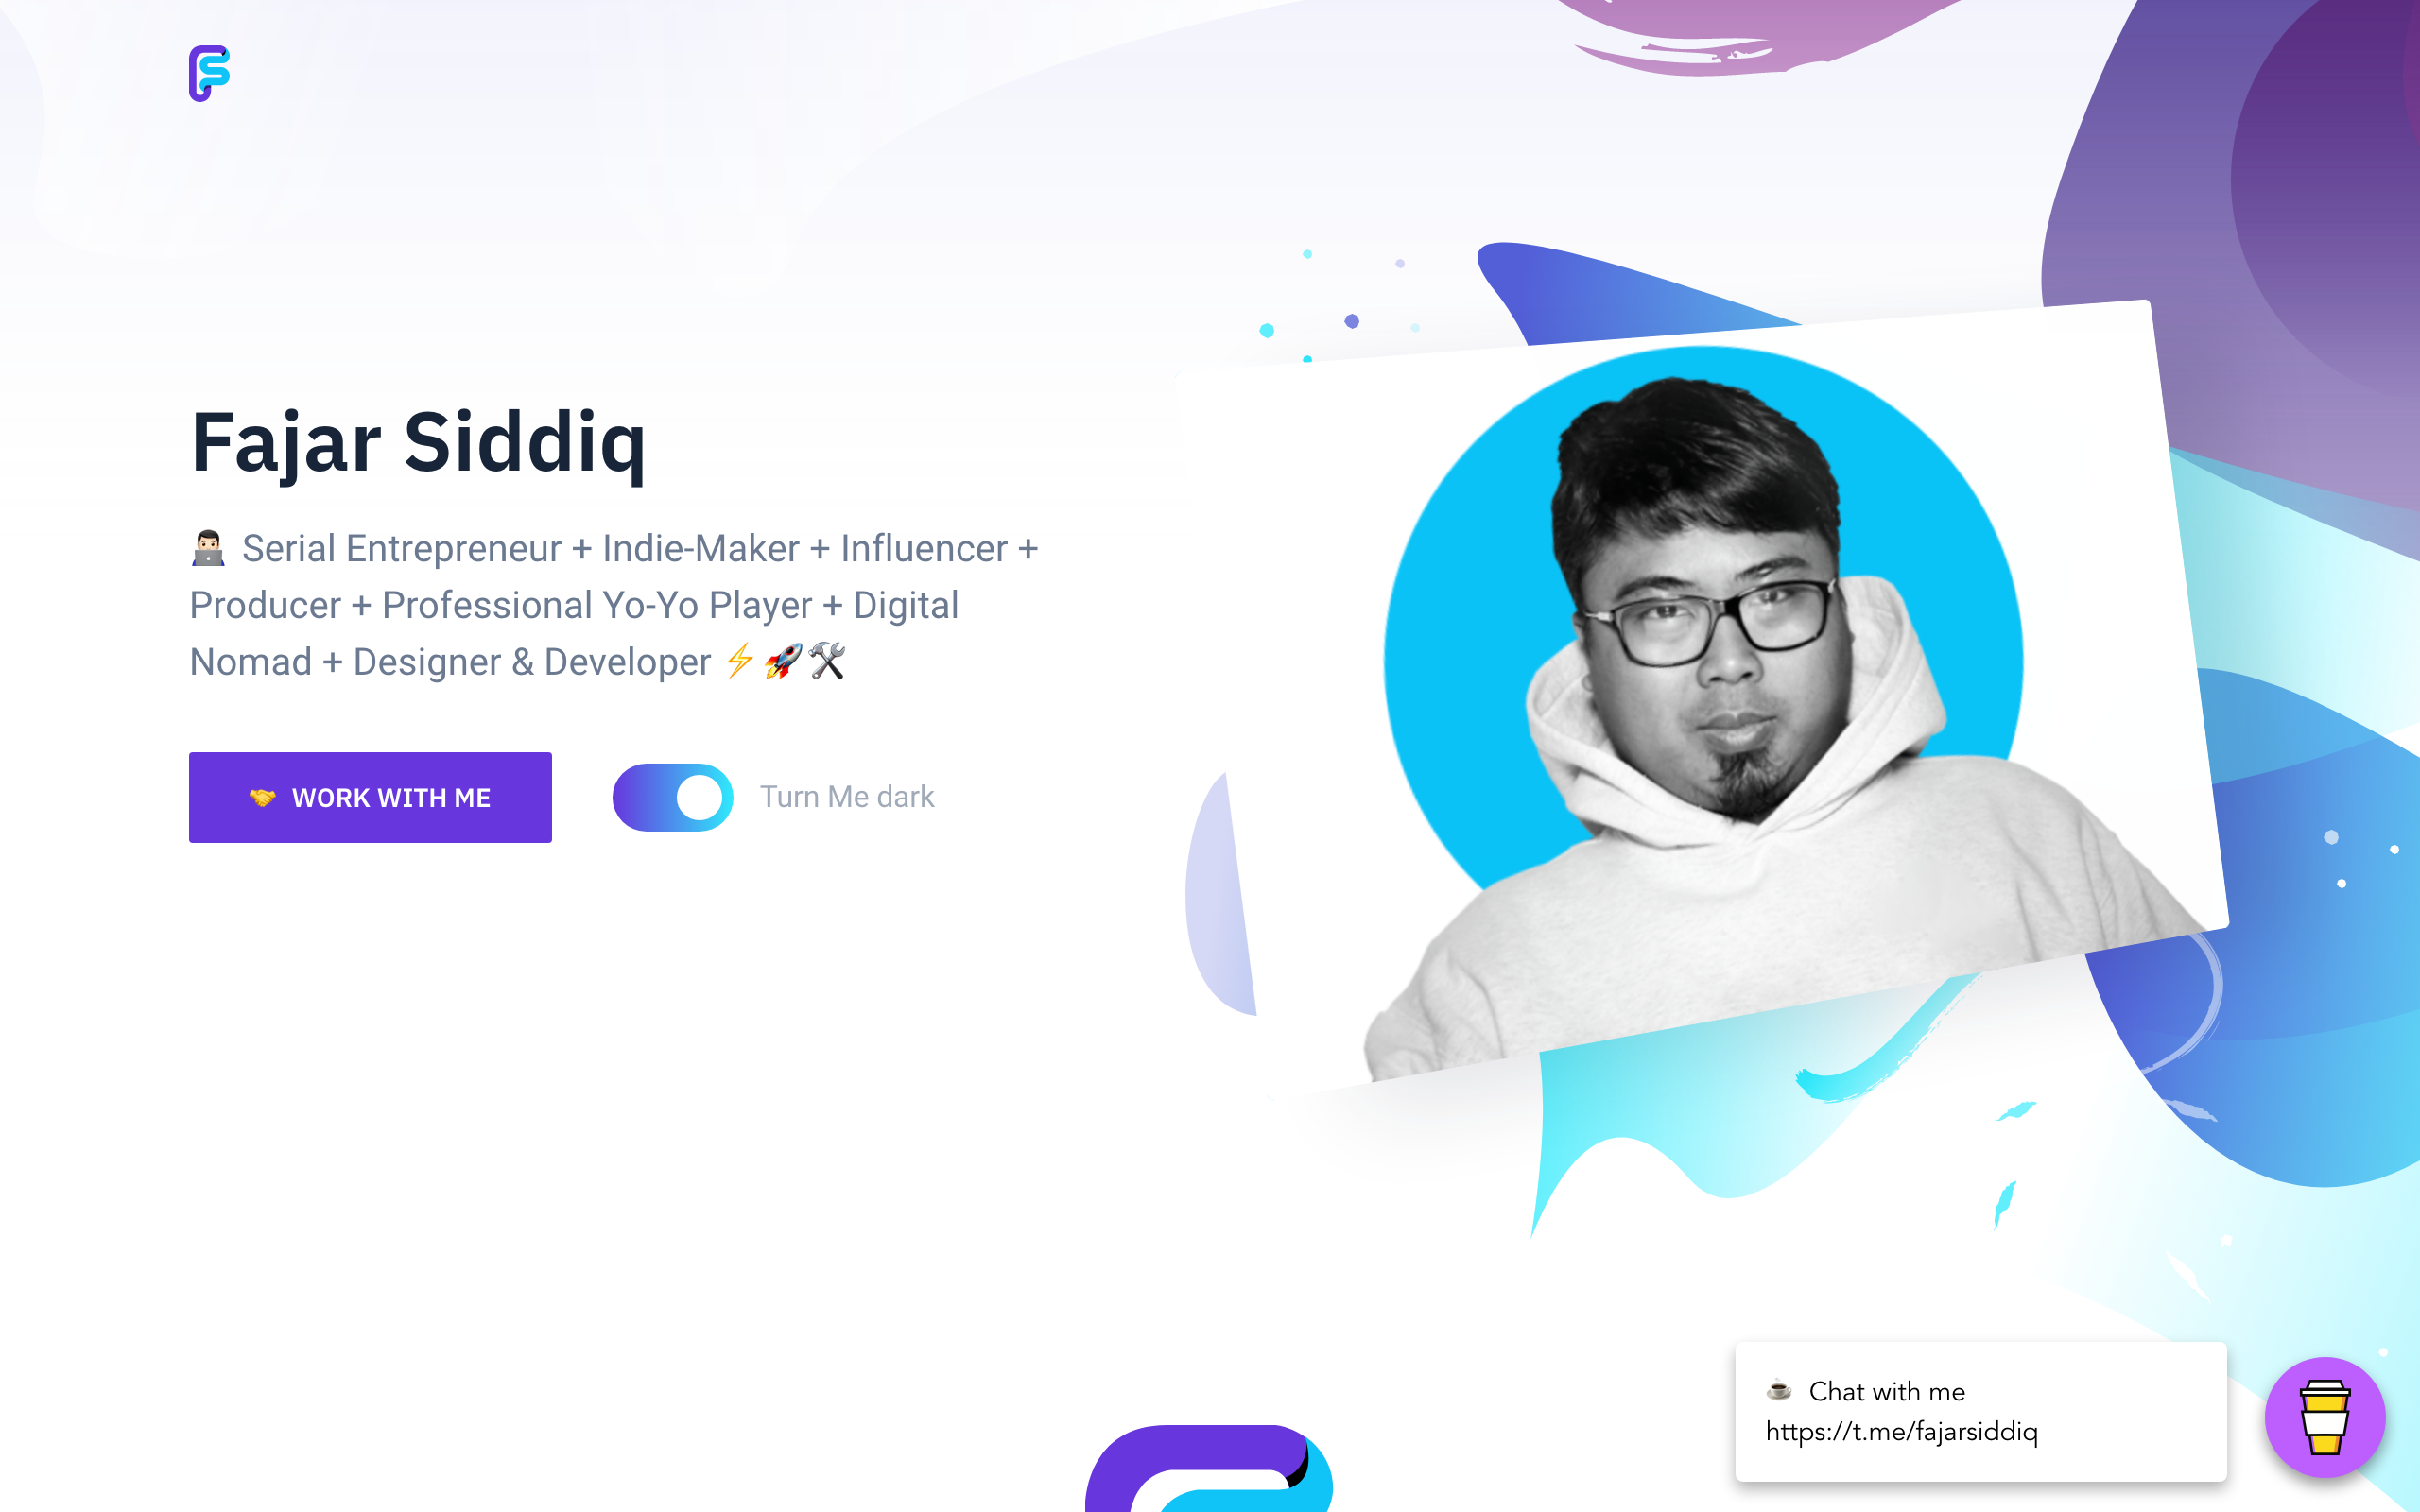 Fajar Siddiq
👨🏻‍💻 Serial Entrepreneur + Indie-Maker + Influencer +
Producer + Professional Yo-Yo Player + Digital
Nomad + Designer & Developer ⚡🚀🛠️
🤝 WORK WITH ME
Turn Me dark
☕ Chat with me
https://t.me/fajarsiddiq